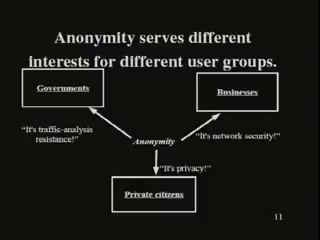 Anonymity serves different
interests for different user groups.
Governments
Businesses
“It's traffic-analysis
resistance!”
“It's network security!”
Anonymity
“It's privacy!”
Private citizens
11